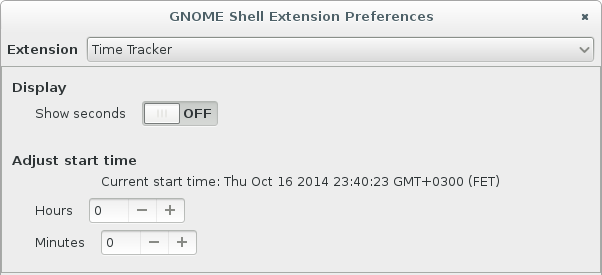 GNOME Shell Extension Preferences
Extension Time Tracker
Display
Show seconds OFF
Adjust start time
Current start time: Thu Oct 16 2014 23:40:23 GMT+0300 (FET)
Hours 0 − +
Minutes 0 − +